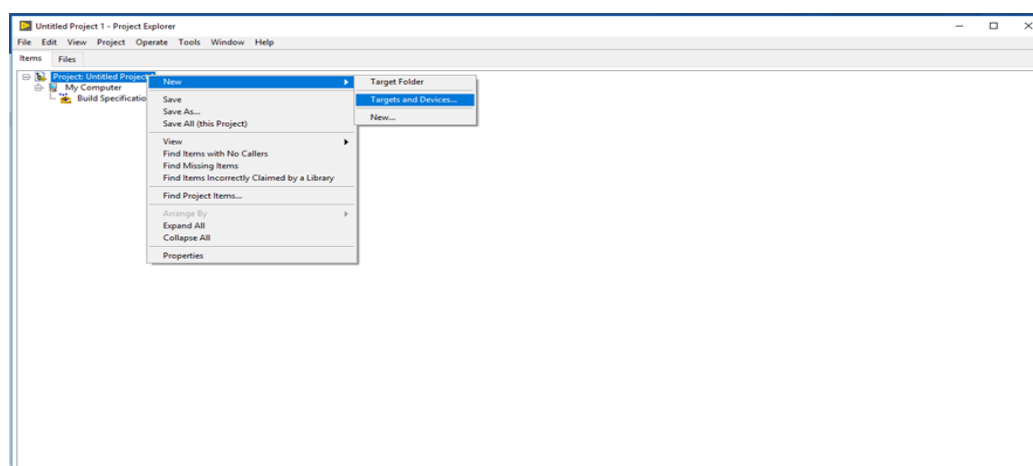 Untitled Project 1 - Project Explorer
File Edit View Project Operate Tools Window Help
Items Files
Project: Untitled Project
My Computer
Build Specificatio
New
Save
Save As...
Save All (this Project)
View
Find Items with No Callers
Find Missing Items
Find Items Incorrectly Claimed by a Library
Find Project Items...
Arrange By
Expand All
Collapse All
Properties
Target Folder
Targets and Devices...
New...